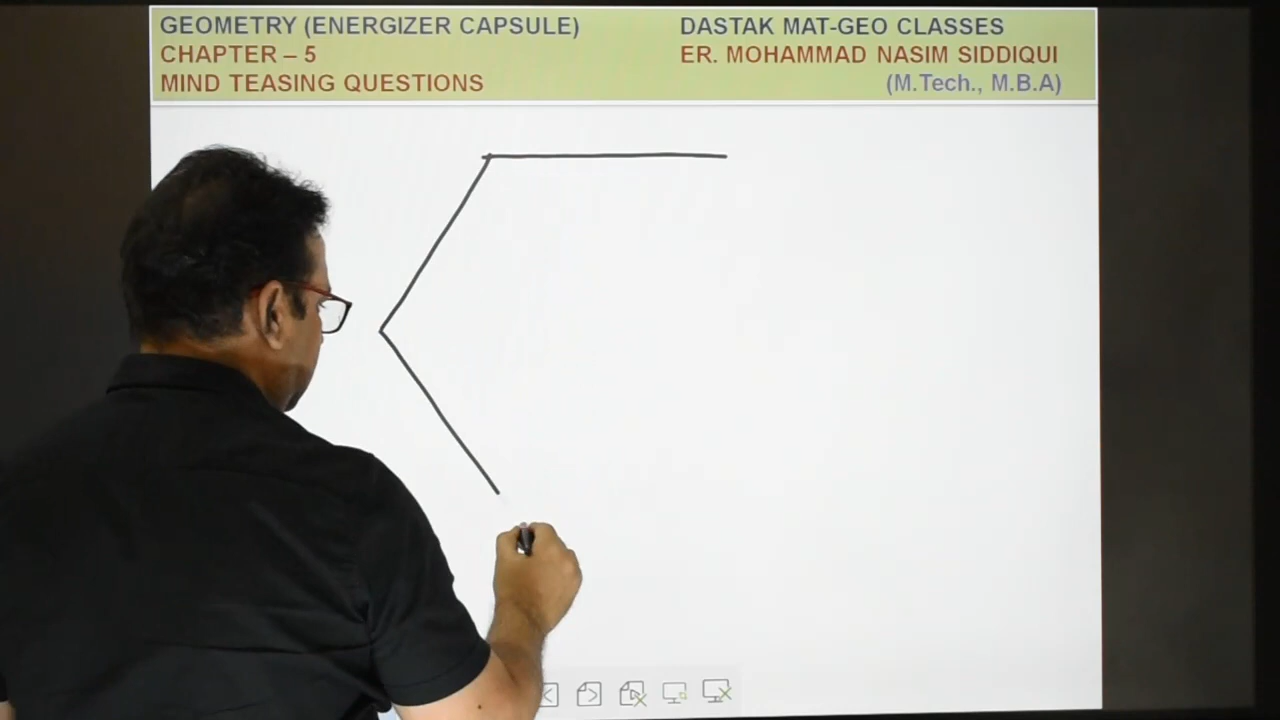 GEOMETRY (ENERGIZER CAPSULE)
CHAPTER – 5
MIND TEASING QUESTIONS
DASTAK MAT-GEO CLASSES
ER. MOHAMMAD NASIM SIDDIQUI
(M.Tech., M.B.A)